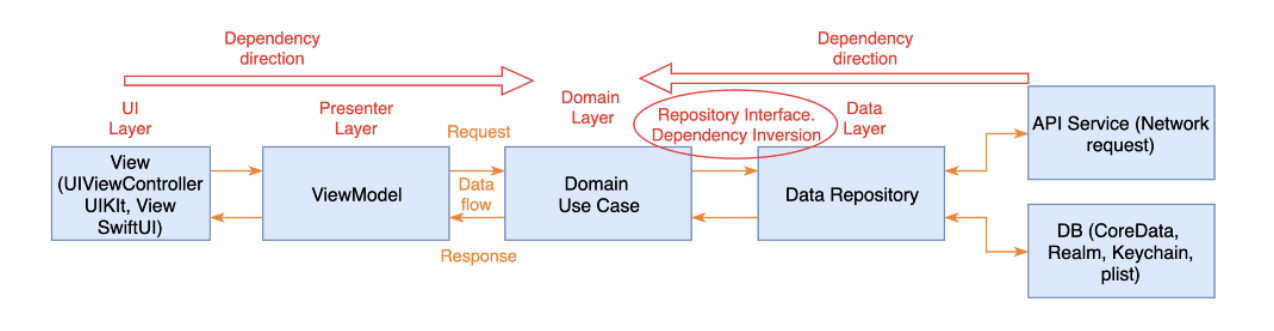 Dependency
direction
Dependency
direction
UI
Layer
Presenter
Layer
Domain
Layer
Repository Interface.
Dependency Inversion
Data
Layer
Request
Data
flow
Response
View
(UIViewController
UIKIt, View
SwiftUI)
ViewModel
Domain
Use Case
Data Repository
API Service (Network
request)
DB (CoreData,
Realm, Keychain,
plist)